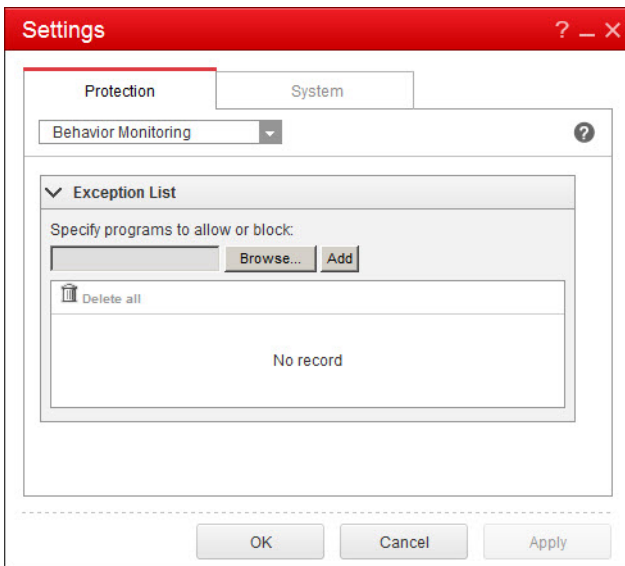 Settings
Protection System
Behavior Monitoring
Exception List
Specify programs to allow or block:
Browse... Add
Delete all
No record
OK Cancel Apply